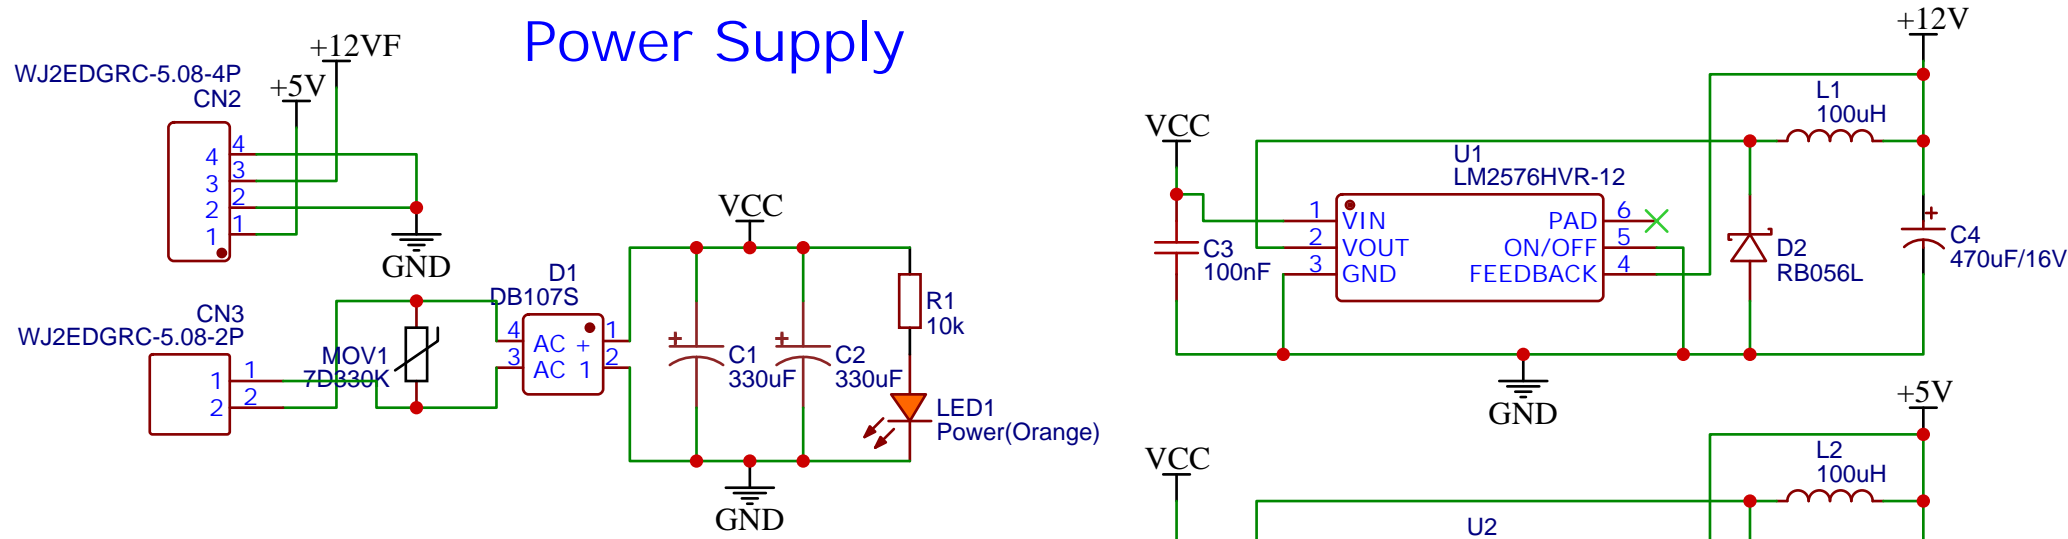 Power Supply
+12VF
WJ2EDGRC-5.08-4P
CN2
+5V
4 4
3 3
2 2
1 1
GND
CN3
WJ2EDGRC-5.08-2P
1 1
2 2
MOV1
7D330K
D1
DB107S
4 AC + 1
3 AC 1 2
VCC
C1
330uF
C2
330uF
R1
10k
LED1
Power(Orange)
GND
+12V
L1
100uH
VCC
U1
LM2576HVR-12
1 VIN PAD 6
2 VOUT ON/OFF 5
3 GND FEEDBACK 4
C3
100nF
D2
RB056L
C4
470uF/16V
GND
+5V
L2
100uH
VCC
U2